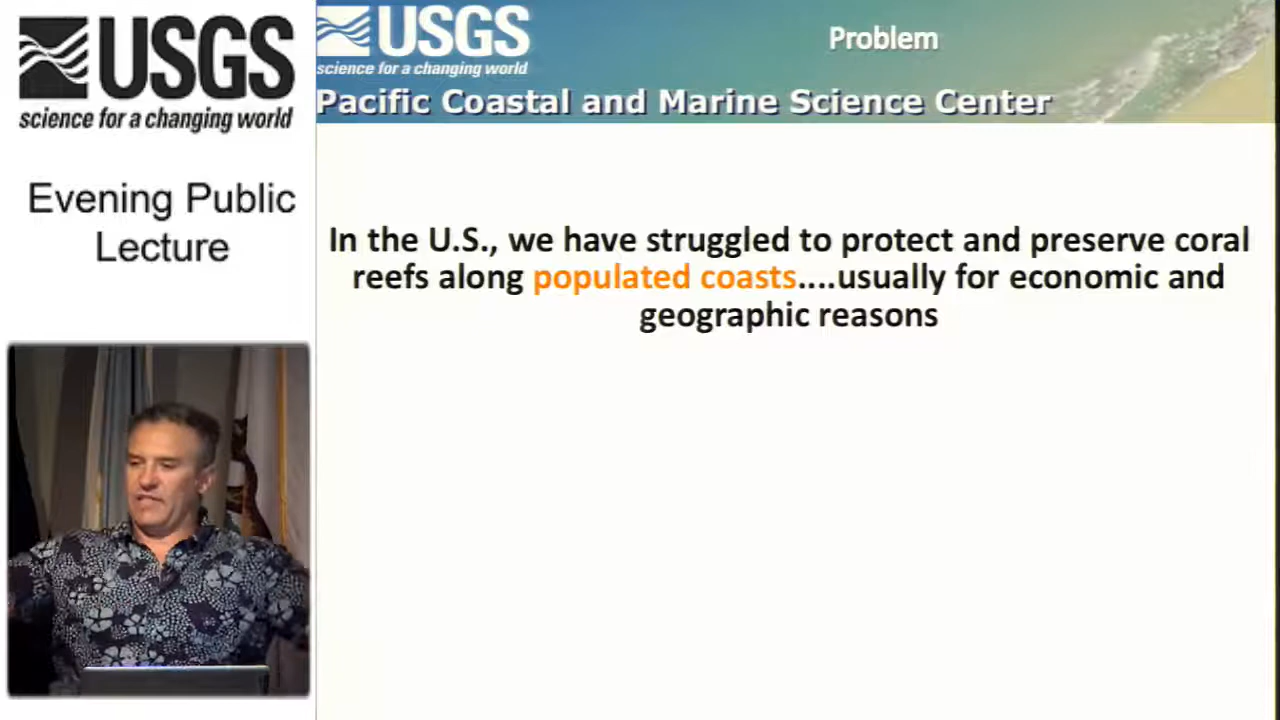 USGS
science for a changing world
Evening Public
Lecture
USGS
science for a changing world
Problem
Pacific Coastal and Marine Science Center
In the U.S., we have struggled to protect and preserve coral
reefs along populated coasts....usually for economic and
geographic reasons